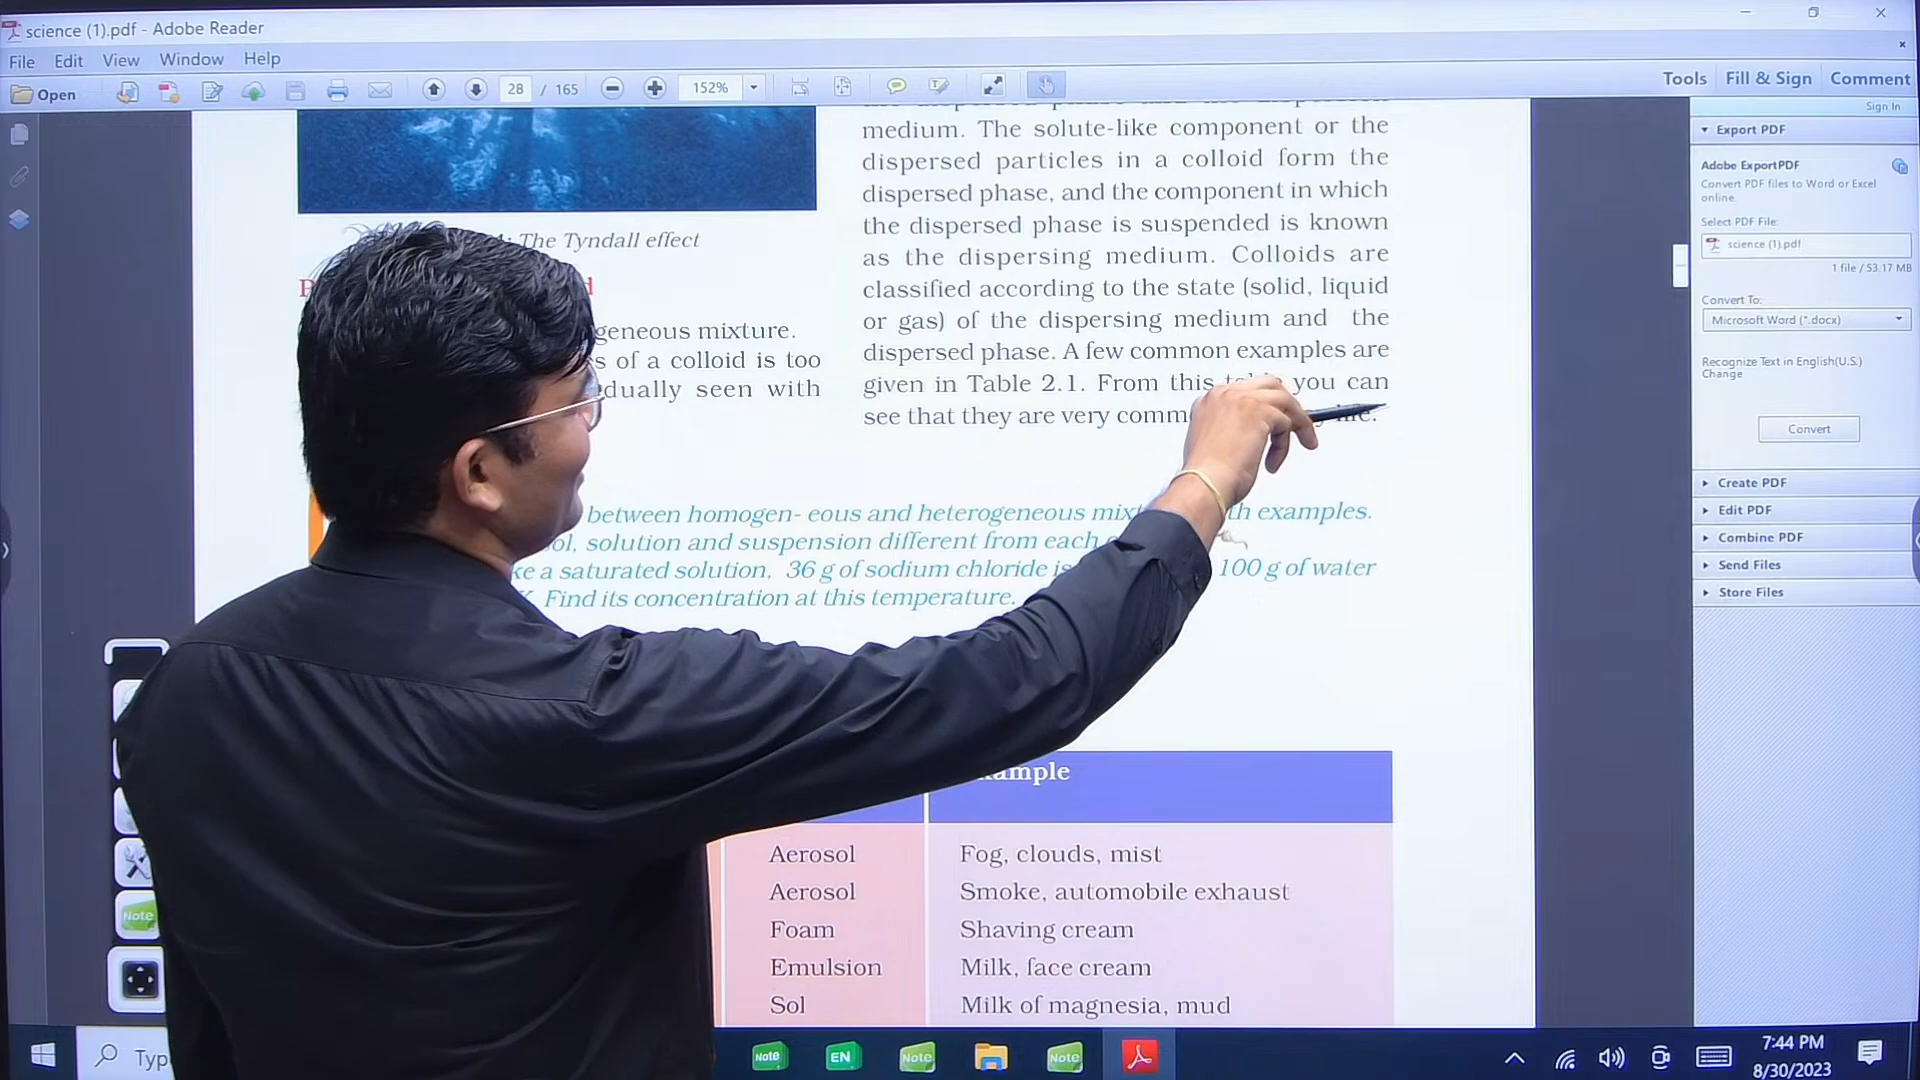 science (1).pdf - Adobe Reader
File Edit View Window Help
Open 28 / 165 152% Tools Fill & Sign Comment
Sign In
medium. The solute-like component or the
dispersed particles in a colloid form the
dispersed phase, and the component in which
the dispersed phase is suspended is known
as the dispersing medium. Colloids are
classified according to the state (solid, liquid
or gas) of the dispersing medium and the
dispersed phase. A few common examples are
given in Table 2.1. From this you can
see that they are very
The Tyndall effect
mixture.
of a colloid is too
seen with
between homogen- eous and heterogeneous examples.
solution and suspension different from each
a saturated solution, 36 g of sodium chloride is 100 g of water
Find its concentration at this temperature.
Aerosol Fog, clouds, mist
Aerosol Smoke, automobile exhaust
Foam Shaving cream
Emulsion Milk, face cream
Sol Milk of magnesia, mud
Export PDF
Adobe ExportPDF
Convert PDF files to Word or Excel
online.
Select PDF File:
science (1).pdf
1 file / 53.17 MB
Convert To:
Microsoft Word (*.docx)
Recognize Text in English(U.S.)
Change
Convert
Create PDF
Edit PDF
Combine PDF
Send Files
Store Files
Note
Note EN Note Note
7:44 PM
8/30/2023